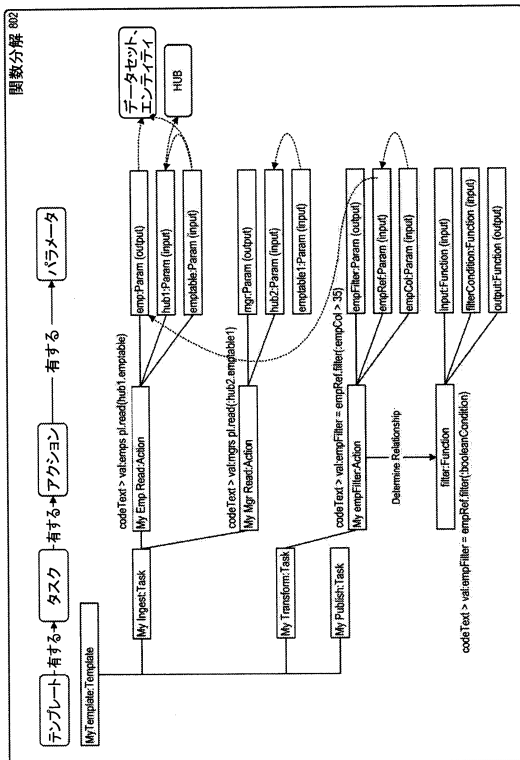 関数分解 802
テンプレート
有する
タスク
有する
アクション
有する
パラメータ
MyTemplate:Template
My Ingest:Task
My Transform:Task
My Publish:Task
codeText > val:emps pl.read(hub1.emptable)
My Emp Read:Action
emp:Param (output)
hub1:Param (input)
emptable:Param (input)
データセット、
エンティティ
HUB
codeText > val:mgns pl.read(:hub2.emptable1)
My Mgr Read:Action
mgr:Param (output)
hub2:Param (input)
emptable1:Param (input)
codeText > val:empFilter = empRef.filter(:empCol > 35)
My empFilter:Action
empFilter:Param (output)
empRef:Param (input)
empCol:Param (input)
Determine Relationship
filter:Function
input:Function (input)
filterCondition:Function (input)
output:Function (output)
codeText > val:empFilter = empRef.filter(:booleanCondition)